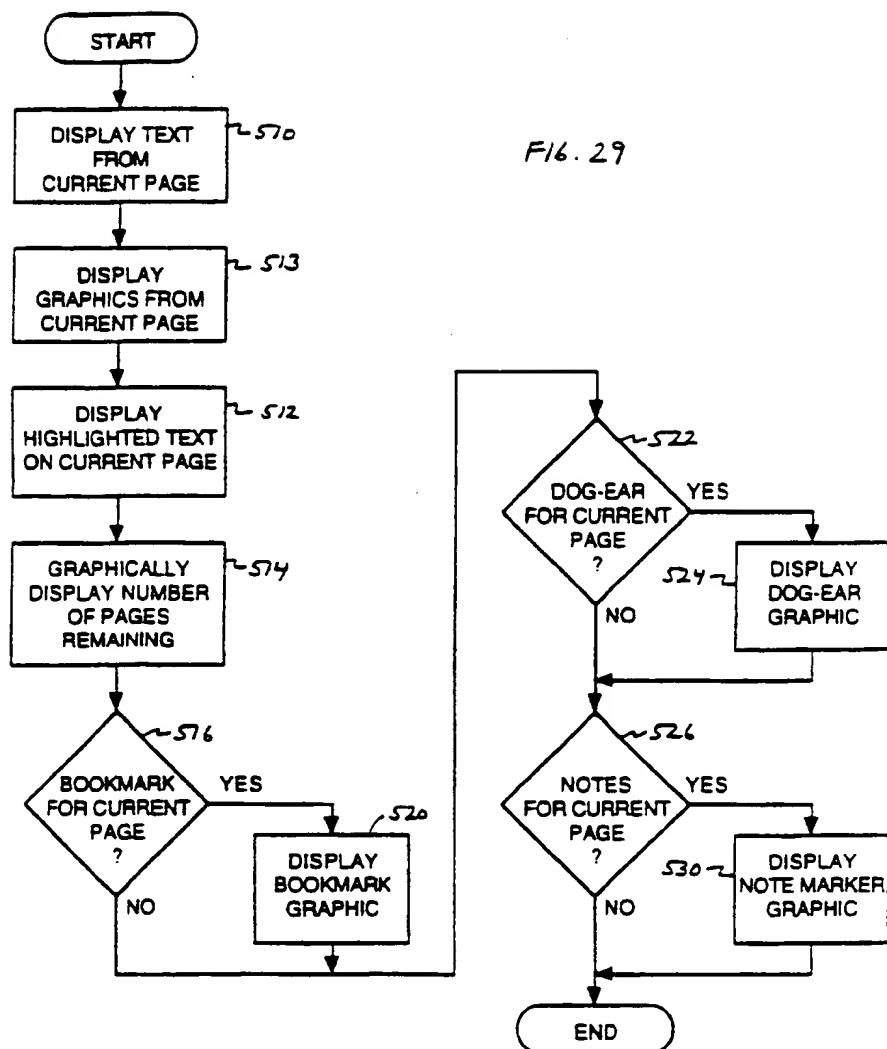 START
DISPLAY TEXT
FROM
CURRENT PAGE
510
FIG. 29
DISPLAY
GRAPHICS FROM
CURRENT PAGE
513
DISPLAY
HIGHLIGHTED TEXT
ON CURRENT PAGE
512
GRAPHICALLY
DISPLAY NUMBER
OF PAGES
REMAINING
514
BOOKMARK
FOR CURRENT
PAGE
?
516
YES
NO
520
DISPLAY
BOOKMARK
GRAPHIC
522
DOG-EAR
FOR CURRENT
PAGE
?
YES
NO
524
DISPLAY
DOG-EAR
GRAPHIC
526
NOTES
FOR CURRENT
PAGE
?
YES
NO
530
DISPLAY
NOTE MARKER
GRAPHIC
END